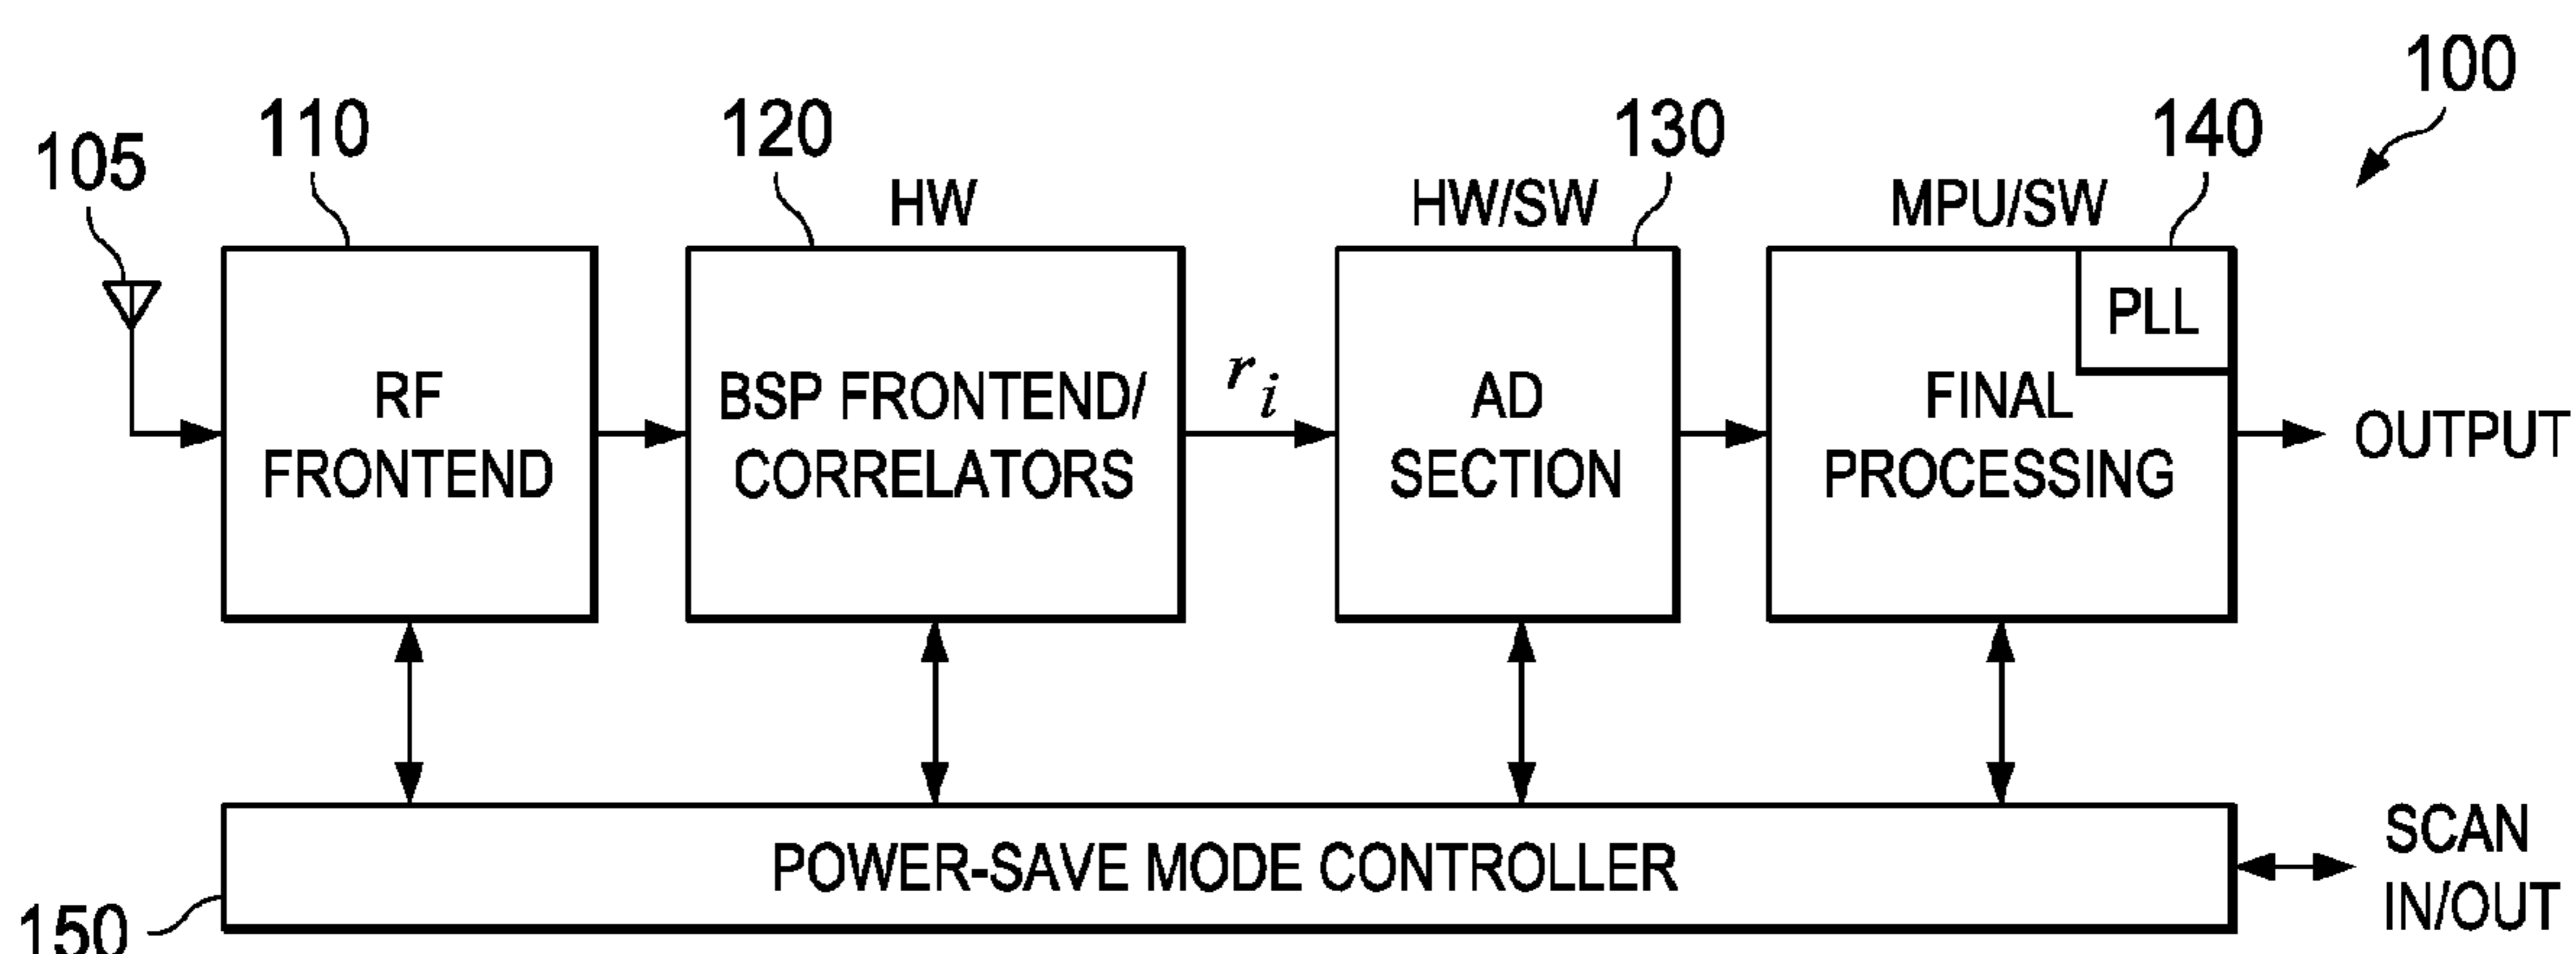 100
105
110
120
130
140
HW
HW/SW
MPU/SW
PLL
RF
FRONTEND
BSP FRONTEND/
CORRELATORS
r i
AD
SECTION
FINAL
PROCESSING
OUTPUT
POWER-SAVE MODE CONTROLLER
SCAN
IN/OUT
150